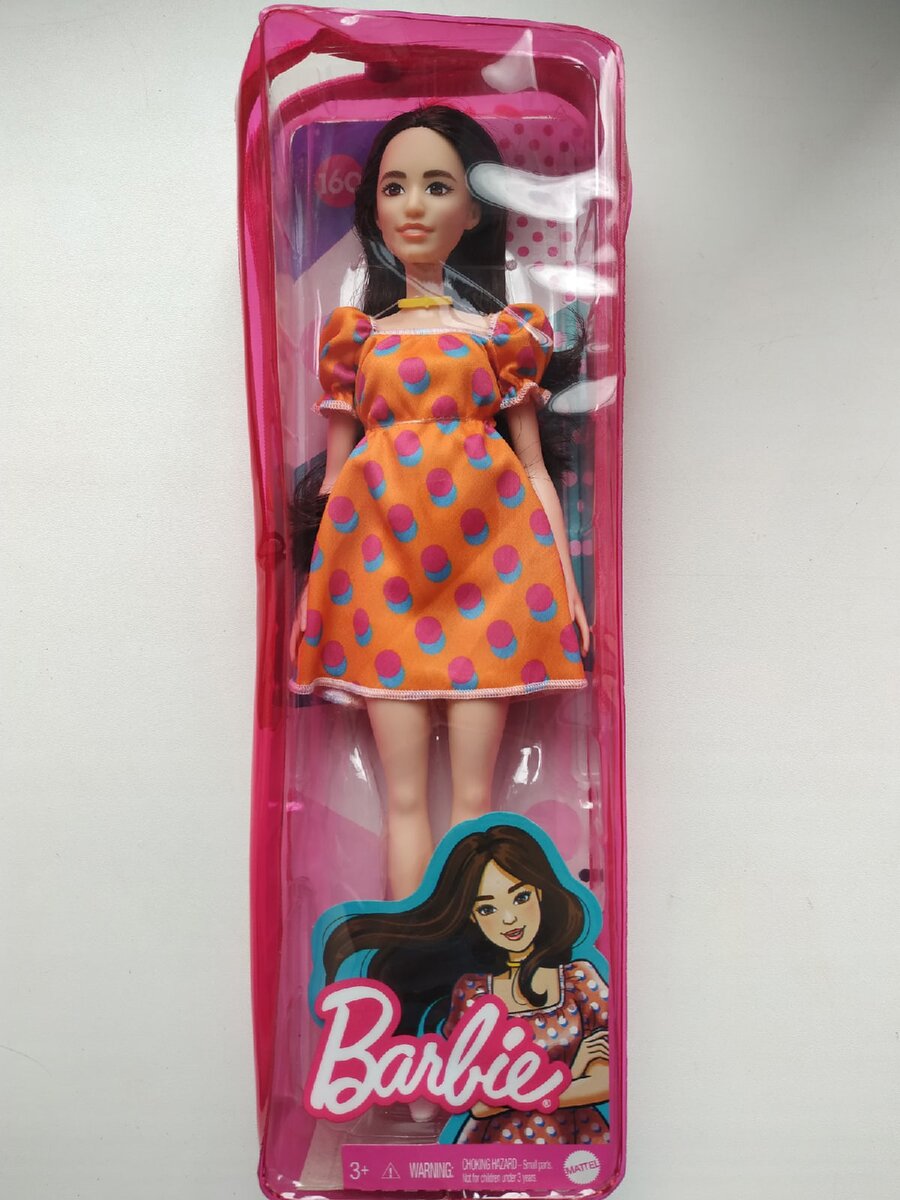 160
Barbie®
3+ WARNING: CHOKING HAZARD – Small parts.
Not for children under 3 years.
MATTEL